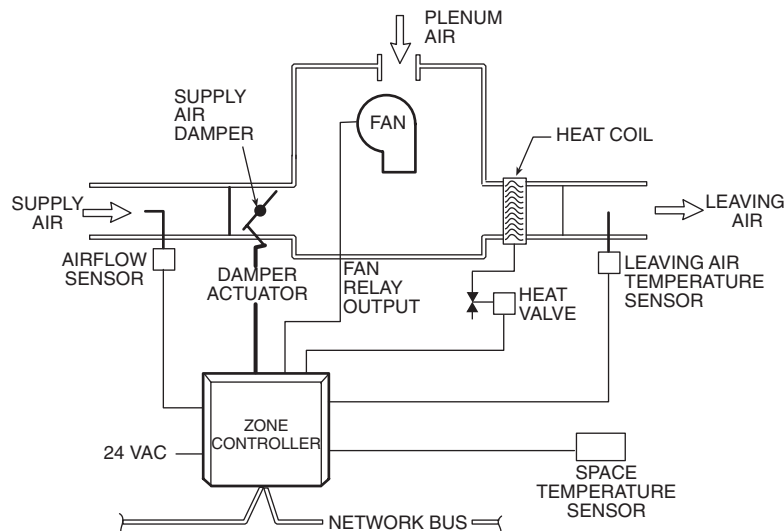 PLENUM
AIR
SUPPLY
AIR
DAMPER
FAN
HEAT COIL
SUPPLY
AIR
LEAVING
AIR
AIRFLOW
SENSOR
DAMPER
ACTUATOR
FAN
RELAY
OUTPUT
HEAT
VALVE
LEAVING AIR
TEMPERATURE
SENSOR
ZONE
CONTROLLER
24 VAC
SPACE
TEMPERATURE
SENSOR
NETWORK BUS